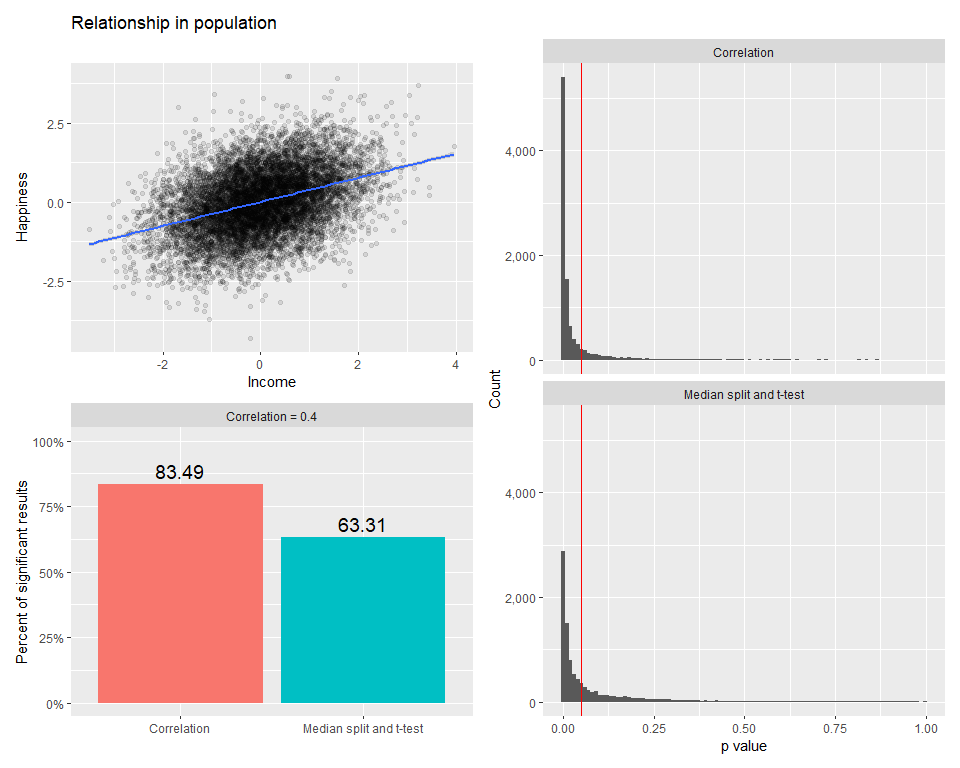 Relationship in population
Happiness
2.5
0.0
-2.5
-2
0
2
4
Income
Correlation = 0.4
Percent of significant results
100%
75%
50%
25%
0%
83.49
63.31
Correlation
Median split and t-test
Count
Correlation
4,000
2,000
0
Median split and t-test
4,000
2,000
0
0.00
0.25
0.50
0.75
1.00
p value